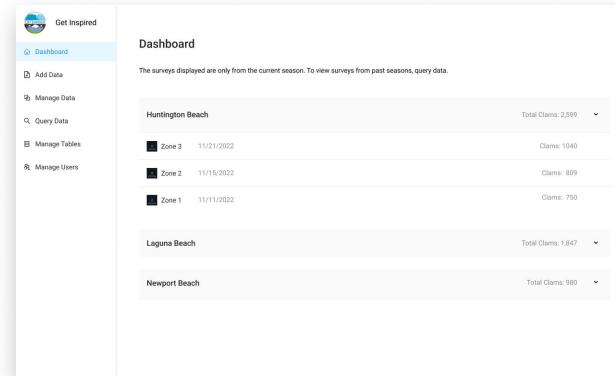 Get Inspired
Dashboard
Add Data
Manage Data
Query Data
Manage Tables
Manage Users
Dashboard
The surveys displayed are only from the current season. To view surveys from past seasons, query data.
Huntington Beach Total Clams: 2,599
Zone 3 11/21/2022 Clams: 1040
Zone 2 11/15/2022 Clams: 809
Zone 1 11/11/2022 Clams: 750
Laguna Beach Total Clams: 1,847
Newport Beach Total Clams: 980